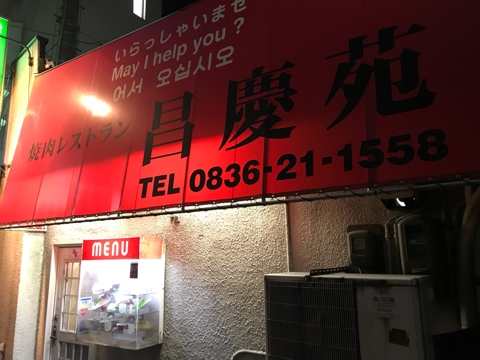 いらっしゃいませ
May I help you ?
어서 오십시오
焼肉レストラン 昌慶苑
TEL 0836-21-1558
MENU